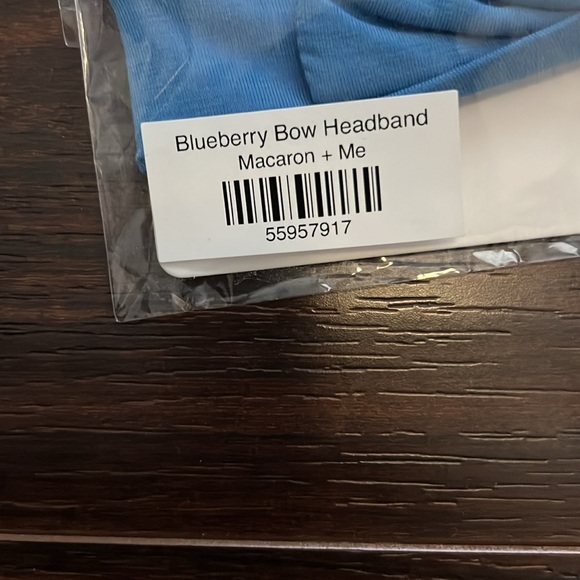 Blueberry Bow Headband
Macaron + Me
55957917